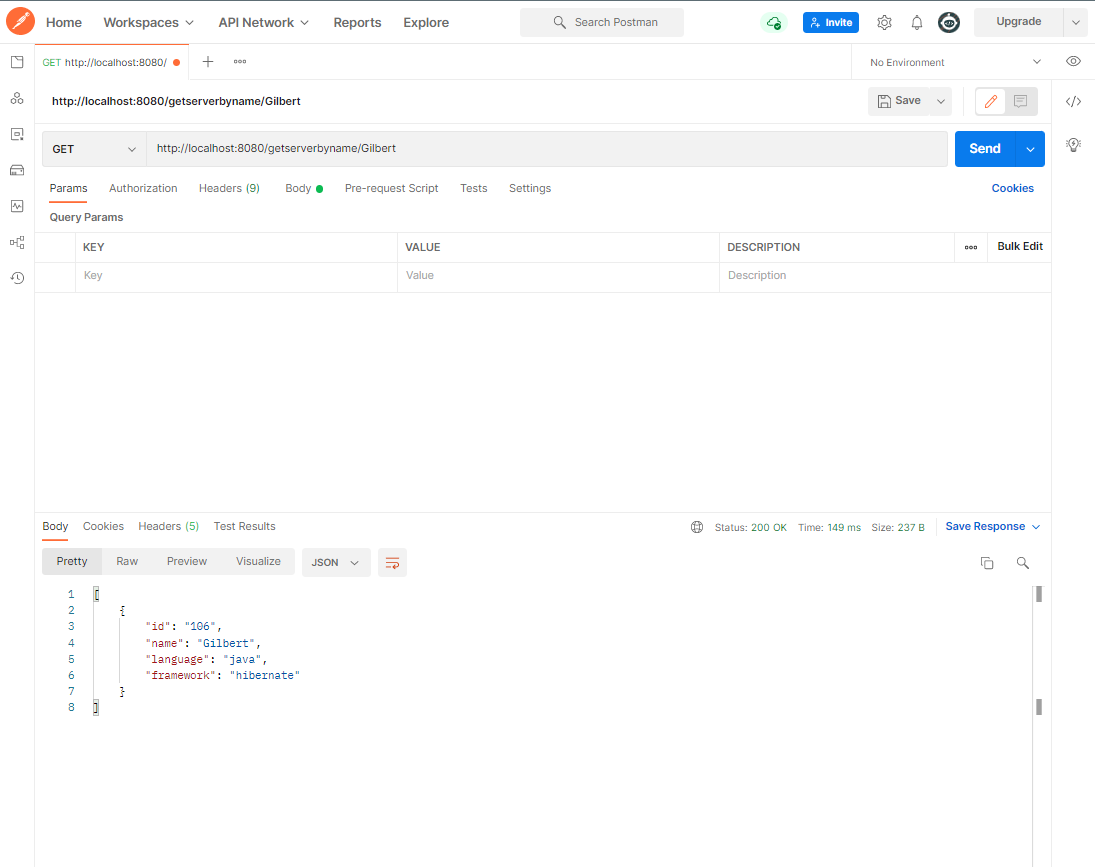 Home Workspaces API Network Reports Explore Search Postman Invite Upgrade
GET http://localhost:8080/ No Environment
http://localhost:8080/getserverbyname/Gilbert Save
GET http://localhost:8080/getserverbyname/Gilbert Send
Params Authorization Headers (9) Body Pre-request Script Tests Settings Cookies
Query Params
KEY VALUE DESCRIPTION Bulk Edit
Key Value Description
Body Cookies Headers (5) Test Results Status: 200 OK Time: 149 ms Size: 237 B Save Response
Pretty Raw Preview Visualize JSON
1 [
2 {
3 "id": "106",
4 "name": "Gilbert",
5 "language": "java",
6 "framework": "hibernate"
7 }
8 ]